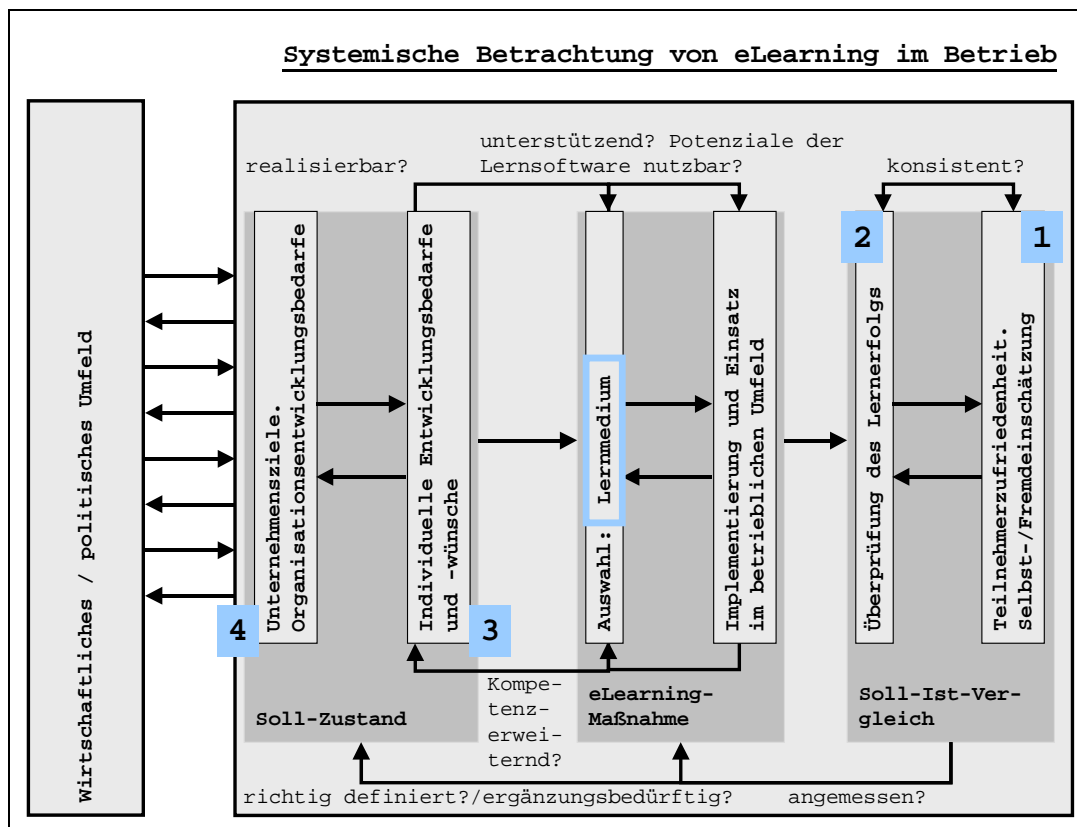 Systemische Betrachtung von eLearning im Betrieb
Wirtschaftliches / politisches Umfeld
realisierbar?
unterstützend? Potenziale der
Lernsoftware nutzbar?
konsistent?
Unternehmensziele.
Organisationsentwicklungsbedarfe
4
Individuelle Entwicklungsbedarfe
und -wünsche
3
Auswahl: Lernmedium
Implementierung und Einsatz
im betrieblichen Umfeld
2
Überprüfung des Lernerfolgs
1
Teilnehmerzufriedenheit.
Selbst-/Fremdeinschätzung
Soll-Zustand
Kompe-
tenz-
erwei-
ternd?
eLearning-
Maßnahme
Soll-Ist-Ver-
gleich
richtig definiert?/ergänzungsbedürftig?
angemessen?